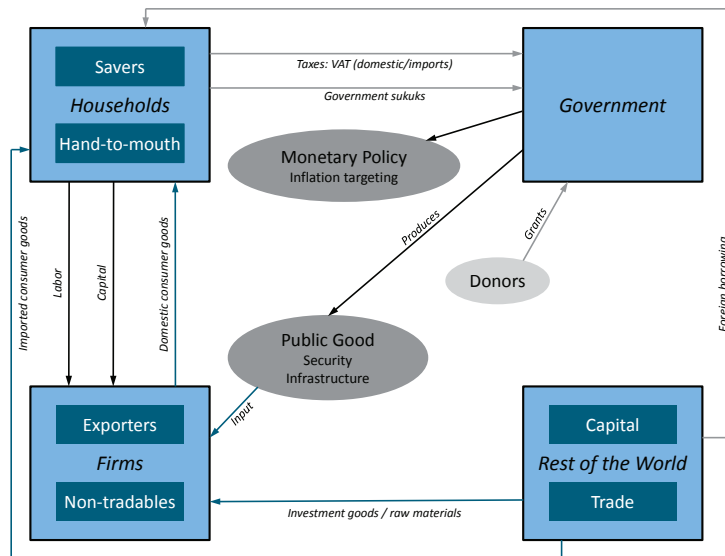 Savers
Households
Hand-to-mouth
Taxes: VAT (domestic/imports)
Government sukuks
Government
Monetary Policy
Inflation targeting
Produces
Grants
Donors
Imported consumer goods
Labor
Capital
Domestic consumer goods
Foreign borrowing
Public Good
Security
Infrastructure
Input
Exporters
Firms
Non-tradables
Investment goods / raw materials
Capital
Rest of the World
Trade